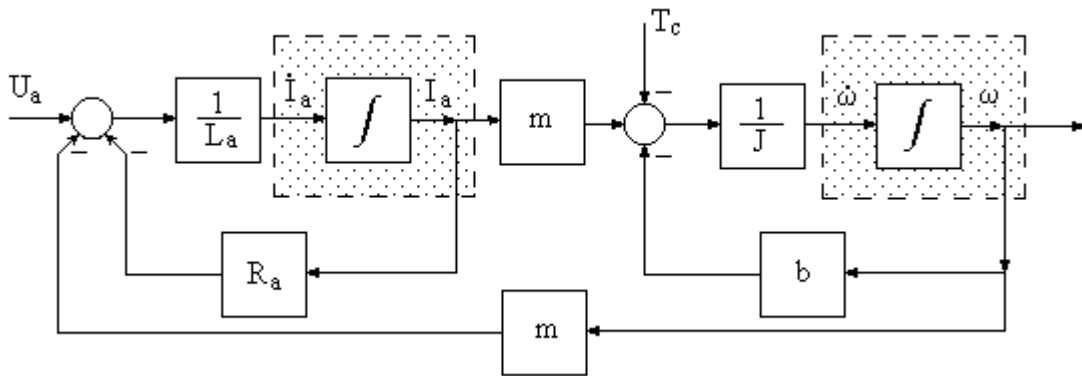 T_c
U_a
1
L_a
İ_a
∫
I_a
m
1
J
ω̇
∫
ω
R_a
b
m